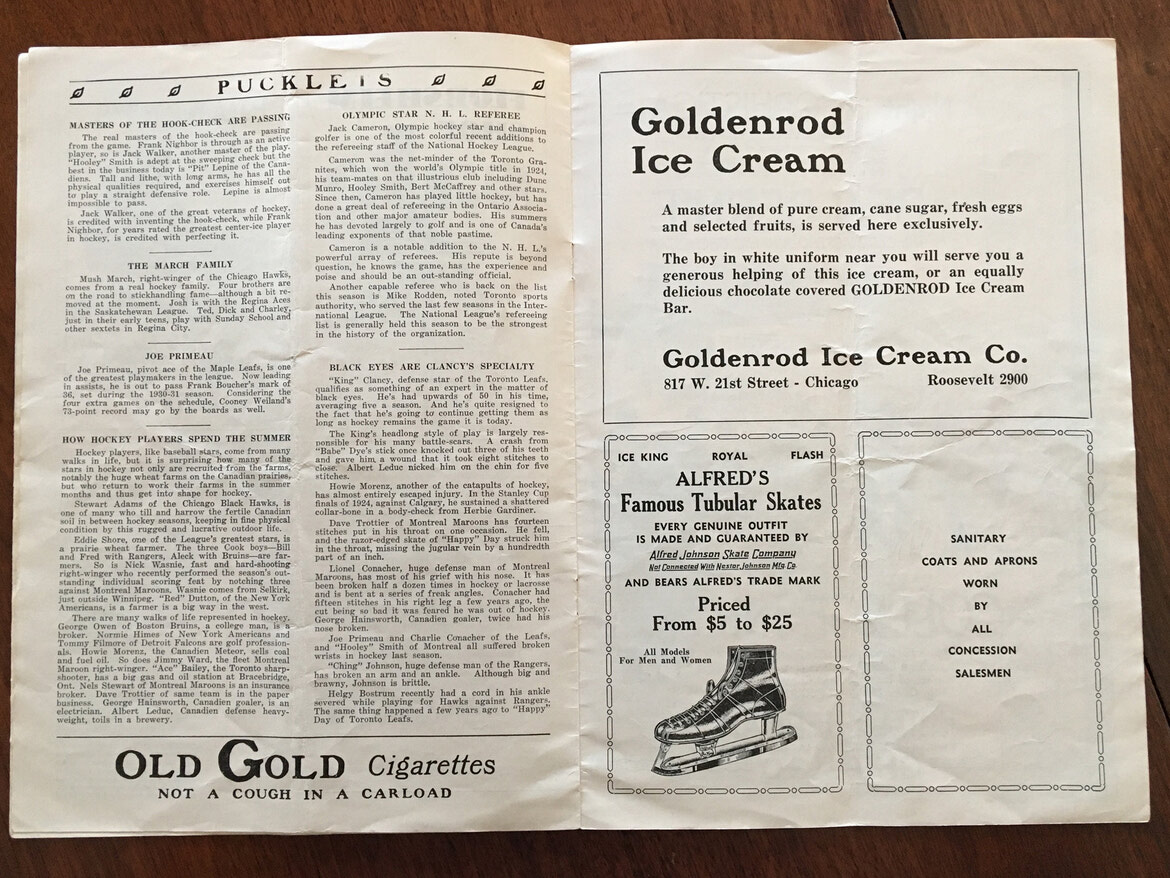 PUCKLETS
MASTERS OF THE HOOK-CHECK ARE PASSING
The real masters of the hook-check are passing
from the game. Frank Nighbor is through as an active
player, so is Jack Walker, another master of the play.
"Hooley" Smith is adept at the sweeping check but the
best in the business today is "Pit" Lepine of the Cana-
diens. Tall and lithe, with long arms, he has all the
physical qualities required, and exercises himself out
to play a straight defensive role. Lepine is almost
impossible to pass.
Jack Walker, one of the great veterans of hockey,
is credited with inventing the hook-check, while Frank
Nighbor, for years rated the greatest center-ice player
in hockey, is credited with perfecting it.
THE MARCH FAMILY
Mush March, right-winger of the Chicago Hawks,
comes from a real hockey family. Four brothers are
on the road to stickhandling fame—although a bit re-
moved at the moment. Josh is with the Regina Aces
in the Saskatchewan League. Ted, Dick and Charley,
just in their early teens, play with Sunday School and
other sextets in Regina City.
JOE PRIMEAU
Joe Primeau, pivot ace of the Maple Leafs, is one
of the greatest playmakers in the league. Now leading
in assists, he is out to pass Frank Boucher's mark of
36, set during the 1930-31 season. Considering the
four extra games on the schedule, Cooney Weiland's
73-point record may go by the boards as well.
HOW HOCKEY PLAYERS SPEND THE SUMMER
Hockey players, like baseball stars, come from many
walks in life, but it is surprising how many of the
stars in hockey not only are recruited from the farms,
notably the huge wheat farms on the Canadian prairies,
but who return to work their farms in the summer
months and thus get into shape for hockey.
Stewart Adams of the Chicago Black Hawks, is
one of many who till and harrow the fertile Canadian
soil in between hockey seasons, keeping in fine physical
condition by this rugged and lucrative outdoor life.
Eddie Shore, one of the League's greatest stars, is
a prairie wheat farmer. The three Cook boys—Bill
and Fred with Rangers, Aleck with Bruins—are far-
mers. So is Nick Wasnie, fast and hard-shooting
right-winger who recently performed the season's out-
standing individual scoring feat by notching three
against Montreal Maroons. Wasnie comes from Selkirk,
just outside Winnipeg. "Red" Dutton, of the New York
Americans, is a farmer is a big way in the west.
There are many walks of life represented in hockey.
George Owen of Boston Bruins, a college man, is a
broker. Normie Himes of New York Americans and
Tommy Filmore of Detroit Falcons are golf profession-
als. Howie Morenz, the Canadien Meteor, sells coal
and fuel oil. So does Jimmy Ward, the fleet Montreal
Maroon right-winger. "Ace" Bailey, the Toronto sharp-
shooter, has a big gas and oil station at Bracebridge,
Ont. Nels Stewart of Montreal Maroons is an insurance
broker. Dave Trottier of same team is in the paper
business. George Hainsworth, Canadien goaler, is an
electrician. Albert Leduc, Canadien defense heavy-
weight, toils in a brewery.
OLYMPIC STAR N. H. L. REFEREE
Jack Cameron, Olympic hockey star and champion
golfer is one of the most colorful recent additions to
the refereeing staff of the National Hockey League.
Cameron was the net-minder of the Toronto Gra-
nites, which won the world's Olympic title in 1924,
his team-mates on that illustrious club including Dunc
Munro, Hooley Smith, Bert McCaffrey and other stars.
Since then, Cameron has played little hockey, but has
done a great deal of refereeing in the Ontario Associa-
tion and other major amateur bodies. His summers
he has devoted largely to golf and is one of Canada's
leading exponents of that noble pastime.
Cameron is a notable addition to the N. H. L.'s
powerful array of referees. His repute is beyond
question, he knows the game, has the experience and
poise and should be an out-standing official.
Another capable referee who is back on the list
this season is Mike Rodden, noted Toronto sports
authority, who served the last few seasons in the Inter-
national League. The National League's refereeing
list is generally held this season to be the strongest
in the history of the organization.
BLACK EYES ARE CLANCY'S SPECIALTY
"King" Clancy, defense star of the Toronto Leafs,
qualifies as something of an expert in the matter of
black eyes. He's had upwards of 50 in his time,
averaging five a season. And he's quite resigned to
the fact that he's going to continue getting them as
long as hockey remains the game it is today.
The King's headlong style of play is largely res-
ponsible for his many battle-scars. A crash from
"Babe" Dye's stick once knocked out three of his teeth
and gave him, a wound that it took eight stitches to
close. Albert Leduc nicked him on the chin for five
stitches.
Howie Morenz, another of the catapults of hockey,
has almost entirely escaped injury. In the Stanley Cup
finals of 1924, against Calgary, he sustained a shattered
collar-bone in a body-check from Herbie Gardiner.
Dave Trottier of Montreal Maroons has fourteen
stitches put in his throat on one occasion. He fell,
and the razor-edged skate of "Happy" Day struck him
in the throat, missing the jugular vein by a hundredth
part of an inch.
Lionel Conacher, huge defense man of Montreal
Maroons, has most of his grief with his nose. It has
been broken half a dozen times in hockey or lacrosse
and is bent at a series of freak angles. Conacher had
fifteen stitches in his right leg a few years ago, the
cut being so bad it was feared he was out of hockey.
George Hainsworth, Canadien goaler, twice had his
nose broken.
Joe Primeau and Charlie Conacher of the Leafs,
and "Hooley" Smith of Montreal all suffered broken
wrists in hockey last season.
"Ching" Johnson, huge defense man of the Rangers,
has broken an arm and an ankle. Although big and
brawny, Johnson is brittle.
Helgy Bostrum recently had a cord in his ankle
severed while playing for Hawks against Rangers.
The same thing happened a few years ago to "Happy"
Day of Toronto Leafs.
OLD GOLD Cigarettes
NOT A COUGH IN A CARLOAD
Goldenrod
Ice Cream
A master blend of pure cream, cane sugar, fresh eggs
and selected fruits, is served here exclusively.
The boy in white uniform near you will serve you a
generous helping of this ice cream, or an equally
delicious chocolate covered GOLDENROD Ice Cream
Bar.
Goldenrod Ice Cream Co.
817 W. 21st Street - Chicago Roosevelt 2900
ICE KING ROYAL FLASH
ALFRED'S
Famous Tubular Skates
EVERY GENUINE OUTFIT
IS MADE AND GUARANTEED BY
Alfred Johnson Skate Company
Not Connected With Nestor Johnson Mfg. Co.
AND BEARS ALFRED'S TRADE MARK
Priced
From $5 to $25
All Models
For Men and Women
SANITARY
COATS AND APRONS
WORN
BY
ALL
CONCESSION
SALESMEN